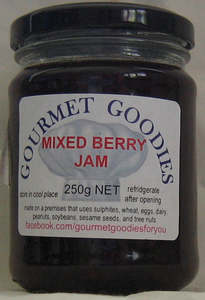 GOURMET GOODIES
MIXED BERRY
JAM
store in cool place 250g NET refridgerate
after opening
made on a premises that uses sulphites, wheat, eggs, dairy,
peanuts, soybeans, sesame seeds, and tree nuts
facebook.com/gourmetgoodiesforyou